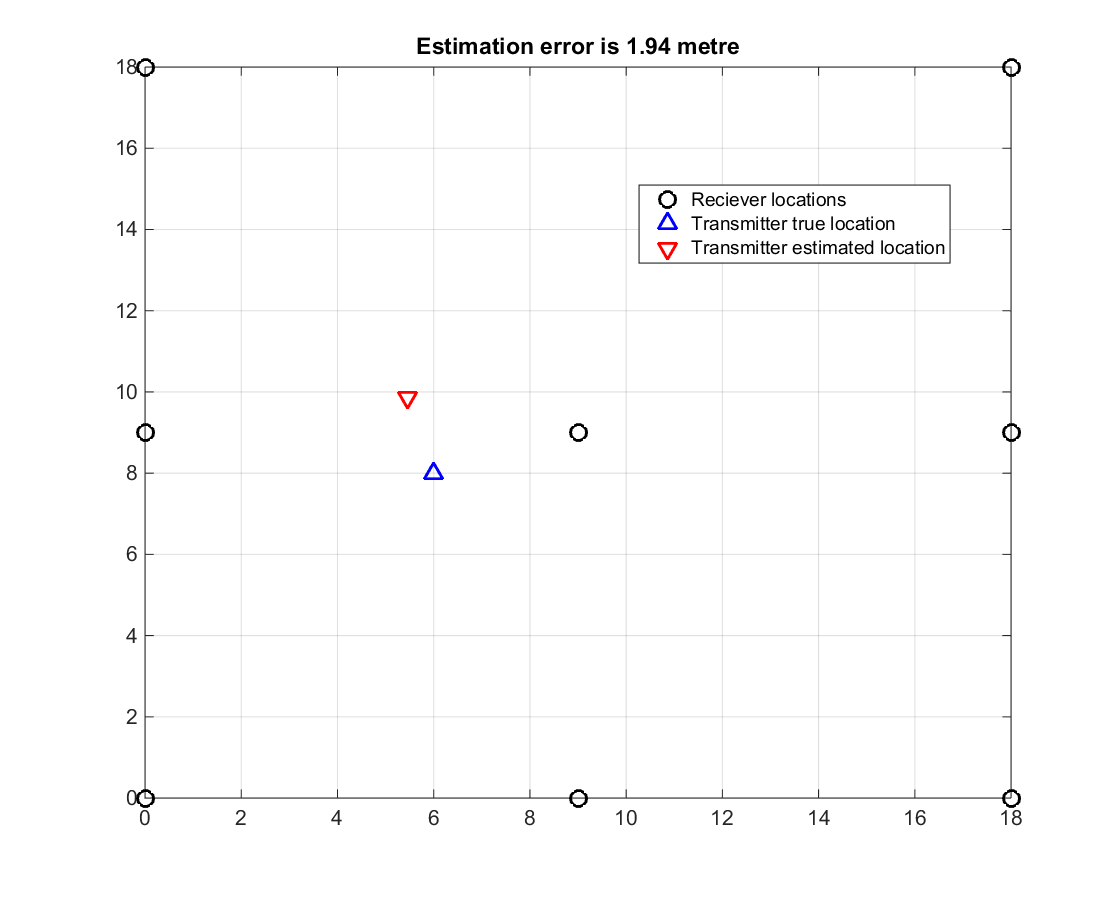 Estimation error is 1.94 metre
18
16
14
12
10
8
6
4
2
0
Reciever locations
Transmitter true location
Transmitter estimated location
0 2 4 6 8 10 12 14 16 18